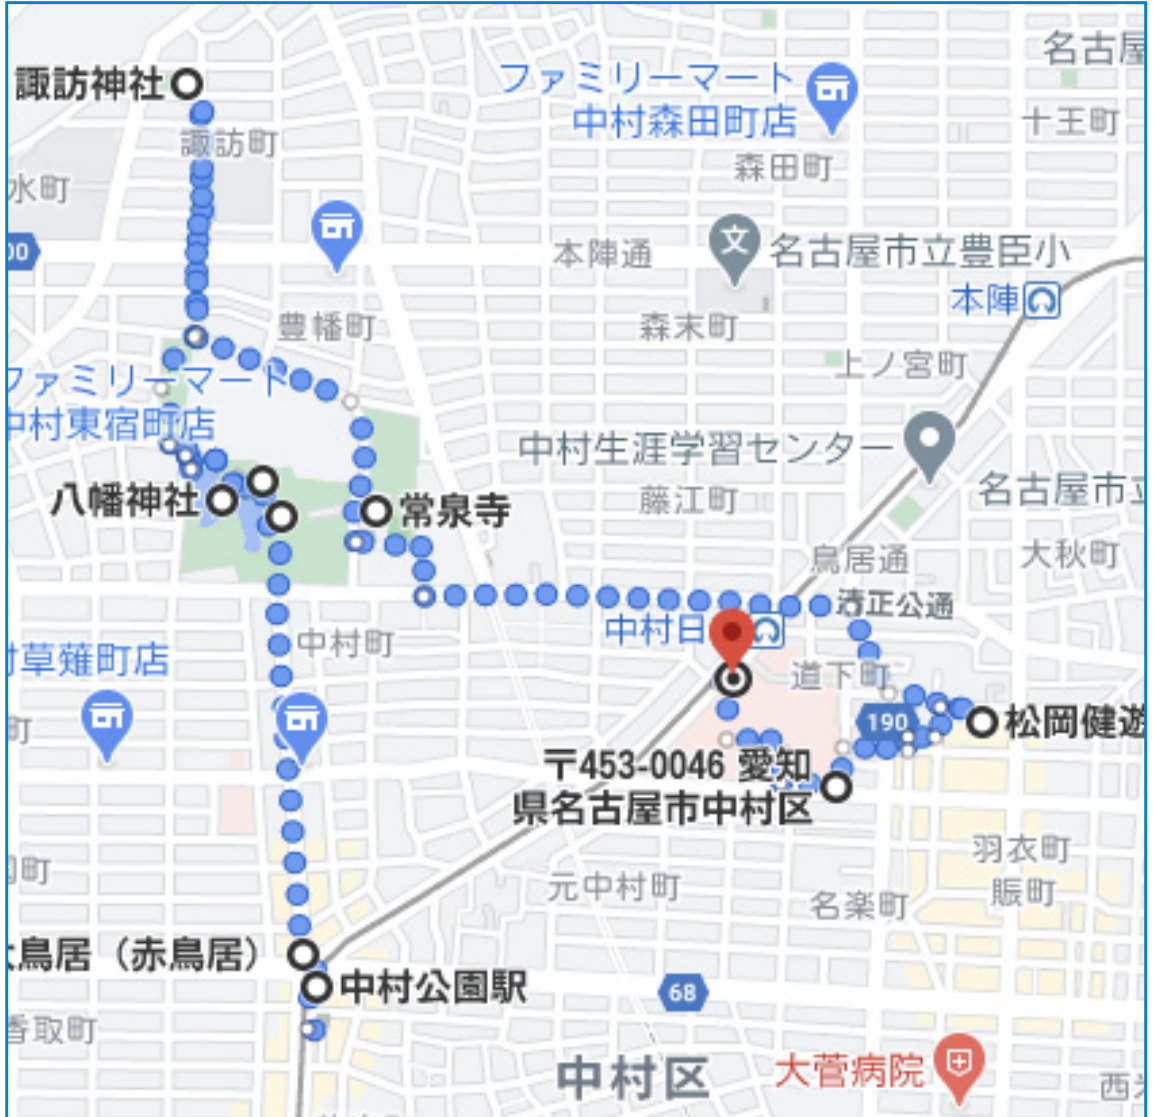 名古屋
諏訪神社
ファミリーマート
中村森田町店
十王町
諏訪町
森田町
水町
00
本陣通
名古屋市立豊臣小
本陣
豊幡町
森末町
上ノ宮町
ファミリーマート
中村東宿町店
中村生涯学習センター
名古屋市立
八幡神社
常泉寺
藤江町
鳥居通
大秋町
清正公通
中村日
中村町
村草薙町店
道下町
190
松岡健遊
町
〒453-0046 愛知
県名古屋市中村区
羽衣町
賑町
元中村町
名楽町
大鳥居（赤鳥居）
中村公園駅
68
香取町
中村区
大菅病院
西米